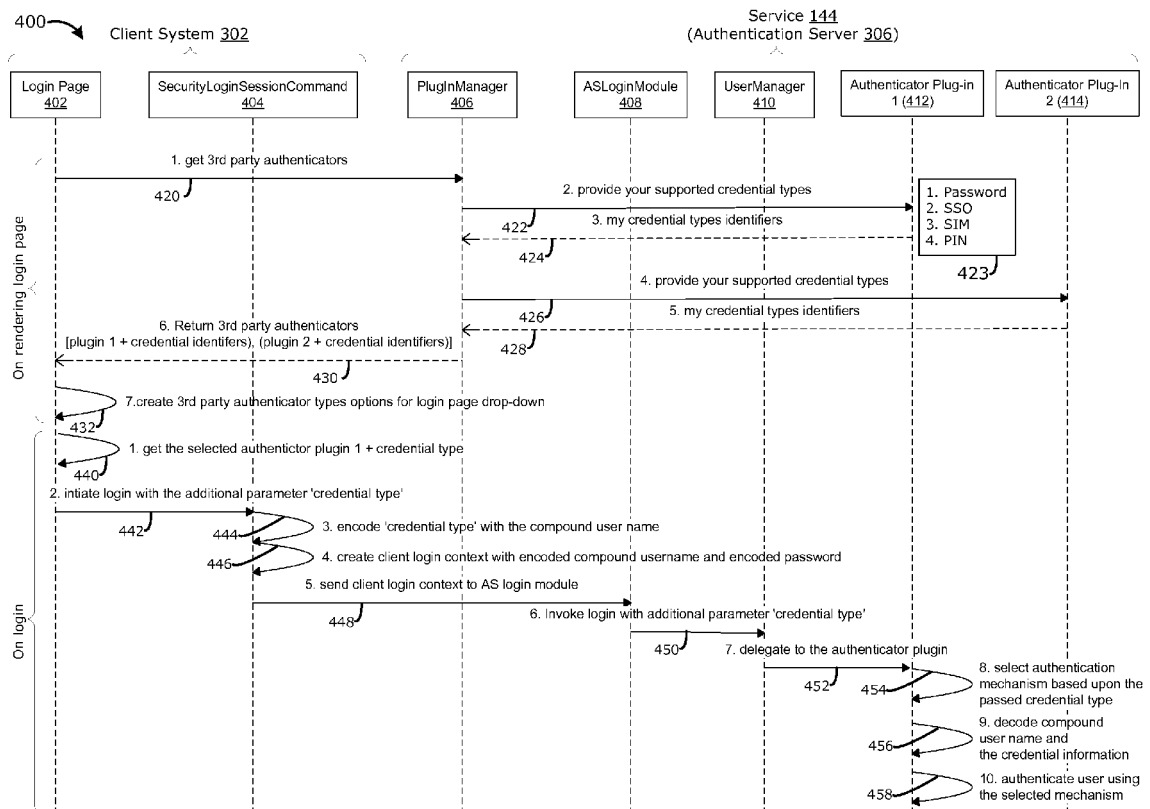 400
Client System 302
Service 144
(Authentication Server 306)
Login Page
402
SecurityLoginSessionCommand
404
PlugInManager
406
ASLoginModule
408
UserManager
410
Authenticator Plug-in
1 (412)
Authenticator Plug-In
2 (414)
On rendering login page
1. get 3rd party authenticators
420
2. provide your supported credential types
422
1. Password
2. SSO
3. SIM
4. PIN
423
3. my credential types identifiers
424
4. provide your supported credential types
426
5. my credential types identifiers
428
6. Return 3rd party authenticators
[plugin 1 + credential identifers), (plugin 2 + credential identifiers)]
430
7.create 3rd party authenticator types options for login page drop-down
432
On login
1. get the selected authentictor plugin 1 + credential type
440
2. intiate login with the additional parameter 'credential type'
442
444
3. encode 'credential type' with the compound user name
446
4. create client login context with encoded compound username and encoded password
5. send client login context to AS login module
448
6. Invoke login with additional parameter 'credential type'
450
7. delegate to the authenticator plugin
452
454
8. select authentication
mechanism based upon the
passed credential type
456
9. decode compound
user name and
the credential information
458
10. authenticate user using
the selected mechanism